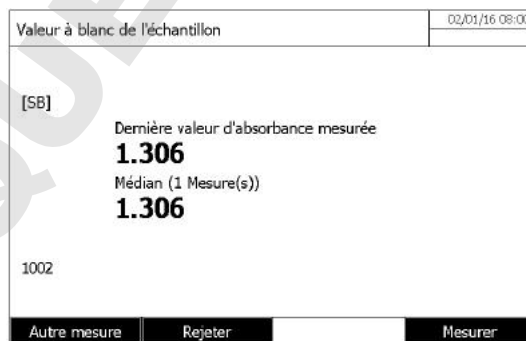 Valeur à blanc de l'échantillon
02/01/16 08:00
[SB]
Dernière valeur d'absorbance mesurée
1.306
Médian (1 Mesure(s))
1.306
1002
Autre mesure Rejeter Mesurer